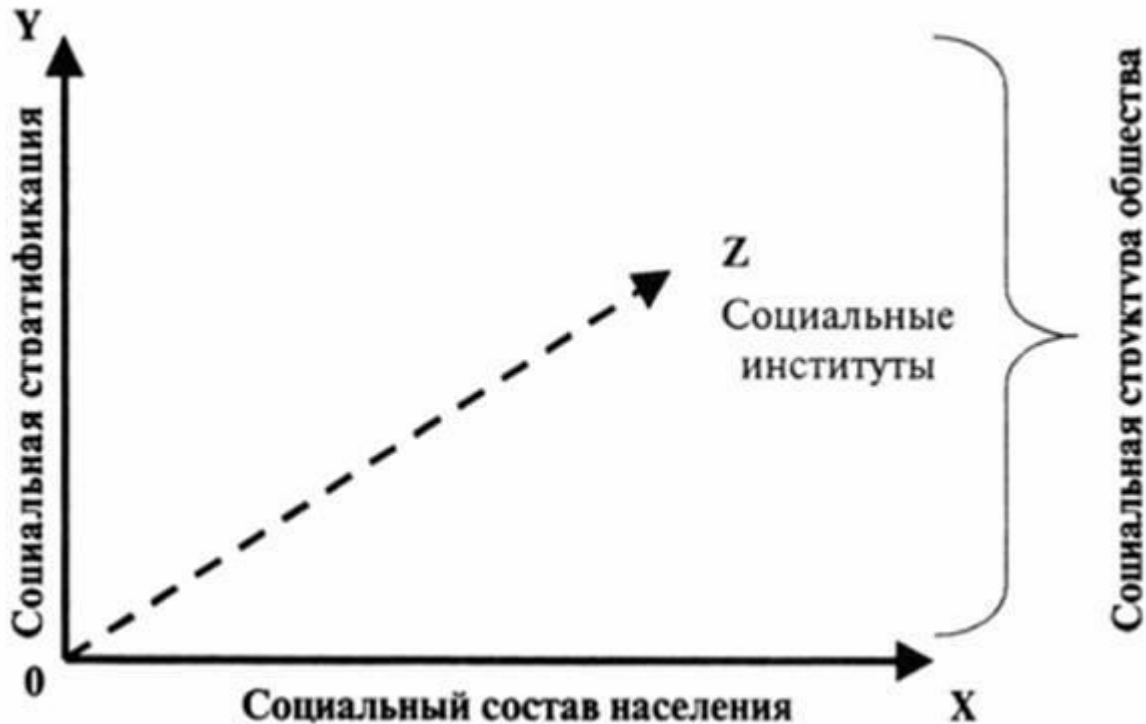 Y
Социальная стратификация
Z
Социальные
институты
Социальная структура общества
0
Социальный состав населения
X